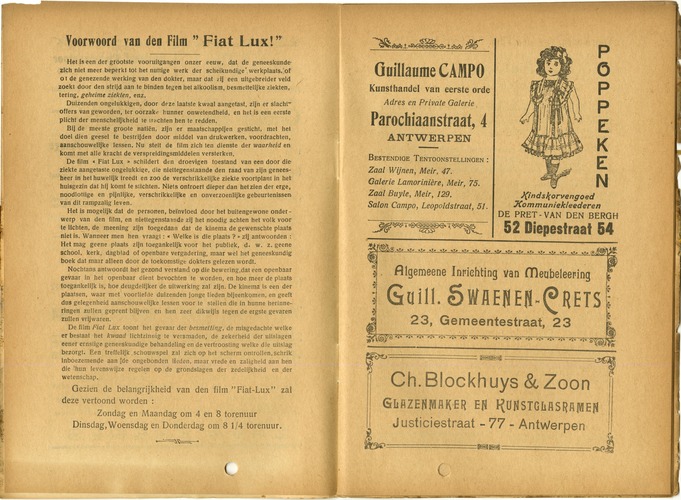 Voorwoord van den Film "Fiat Lux!"
Het is een der grootste vooruitgangen onzer eeuw, dat de geneeskunde
zich niet meer beperkt tot het nuttige werk der scheikundige werkplaats, of
ot de genezende werking van den dokter, maar dat zij een uitgebreider veld
zoekt door den strijd aan te binden tegen het alkoolism, besmettelijke ziekten,
tering, geheime ziekten, enz.
Duizenden ongelukkigen, door deze laatste kwaal aangetast, zijn er slacht"
offers van geworden, ter oorzake hunner onwetendheid, en het is een eerste
plicht der menschelijkheid te trachten hen te redden.
Bij de meeste groote natiën, zijn er maatschappijen gesticht, met het
doel dien geesel te bestrijden door middel van drukwerken, voordrachten,
aanschouwelijke lessen. Nu stelt de film zich ten dienste der waarheid en
komt met alle kracht de verspreidingsmiddelen versterken.
De film « Fiat Lux » schildert den droevigen toestand van een door die
ziekte aangetaste ongelukkige, die niettegenstaande den raad van zijn genees-
heer in het huwelijk treedt en zoo de verschrikkelijke ziekte voortplant in het
huisgezin dat hij komt te stichten. Niets ontroert dieper dan het zien der erge,
noodlottige en pijnlijke, verschrikkelijke en onverzoenlijke gebeurtenissen
van dit rampzalig leven.
Het is mogelijk dat de personen, beïnvloed door het buitengewoon onder-
werp van den film, en niettegenstaande zij het noodig achten het volk voor
te lichten, de meening zijn toegedaan dat de kinema de gewenschte plaats
niet is. Wanneer men hen vraagt : « Welke is die plaats ? » zij antwoorden :
Het mag geene plaats zijn toegankelijk voor het publiek, d. w. z. geene
school, kerk, dagblad of openbare vergadering, maar wel het geneeskundig
boek dat maar alleen door de toekomstige dokters gelezen wordt.
Nochtans antwoordt het gezond verstand op die bewering, dat een openbaar
gevaar in het openbaar dient bevochten te worden, en hoe meer de plaats
toegankelijk is, hoe deugdelijker de uitwerking zal zijn. De kinema is een der
plaatsen, waar met voorliefde duizenden jonge lieden bijeenkomen, en geeft
dus gelegenheid aanschouwelijke lessen voor te stellen die in hunne herinne-
ringen zullen geprent blijven en hen zeer dikwijls tegen de ergste gevaren
zullen vrijwaren.
De film Fiat Lux toont het gevaar der besmetting, de misgedachte welke
er bestaat het kwaad lichtzinnig te versmaden, de zekerheid der uitslagen
eener ernstige geneeskundige behandeling en de vertroosting welke die uitslag
bezorgt. Een treffelijk schouwspel zal zich op het scherm ontrollen, schrik
inboezemende aan de ongebonden lieden, maar vrede en zaligheid aan hen
die hun levenswijze regelen op de grondslagen der zedelijkheid en der
wetenschap.
Gezien de belangrijkheid van den film "Fiat-Lux" zal
deze vertoond worden :
Zondag en Maandag om 4 en 8 torenuur
Dinsdag, Woensdag en Donderdag om 8 1/4 torenuur.
Guillaume CAMPO
Kunsthandel van eerste orde
Adres en Private Galerie
Parochiaanstraat, 4
ANTWERPEN
BESTENDIGE TENTOONSTELLINGEN :
Zaal Wijnen, Meir, 47.
Galerie Lamorinière, Meir, 75.
Zaal Buyle, Meir, 129.
Salon Campo, Leopoldstraat, 51.
POPPEKEN
Kindskorvengoed
Kommuniekleederen
DE PRET-VAN DEN BERGH
52 Diepestraat 54
Algemeene Inrichting van Meubeleering
Guill. SWAENEN-CRETS
23, Gemeentestraat, 23
Ch. Blockhuys & Zoon
GLAZENMAKER EN KUNSTGLASRAMEN
Justiciestraat - 77 - Antwerpen